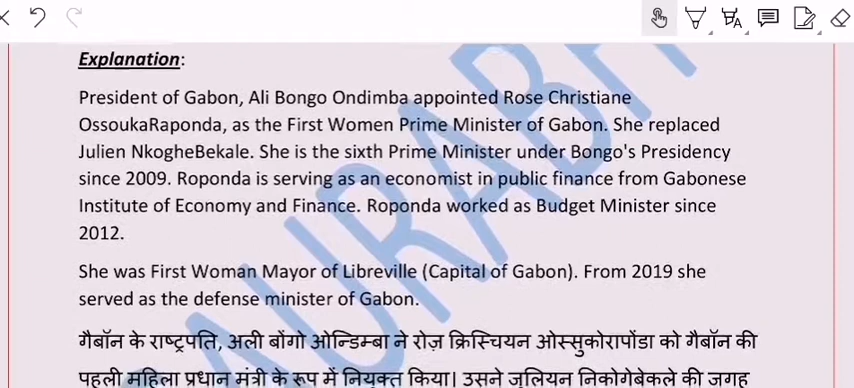 Explanation:
President of Gabon, Ali Bongo Ondimba appointed Rose Christiane
OssoukaRaponda, as the First Women Prime Minister of Gabon. She replaced
Julien NkogheBekale. She is the sixth Prime Minister under Bongo's Presidency
since 2009. Roponda is serving as an economist in public finance from Gabonese
Institute of Economy and Finance. Roponda worked as Budget Minister since
2012.
She was First Woman Mayor of Libreville (Capital of Gabon). From 2019 she
served as the defense minister of Gabon.
गैबॉन के राष्ट्रपति, अली बोंगो ओन्डिम्बा ने रोज़ क्रिस्चियन ओस्सुकोरापोंडा को गैबॉन की
पहली महिला प्रधान मंत्री के रूप में नियुक्त किया। उसने जूलियन निकोगेबेकले की जगह